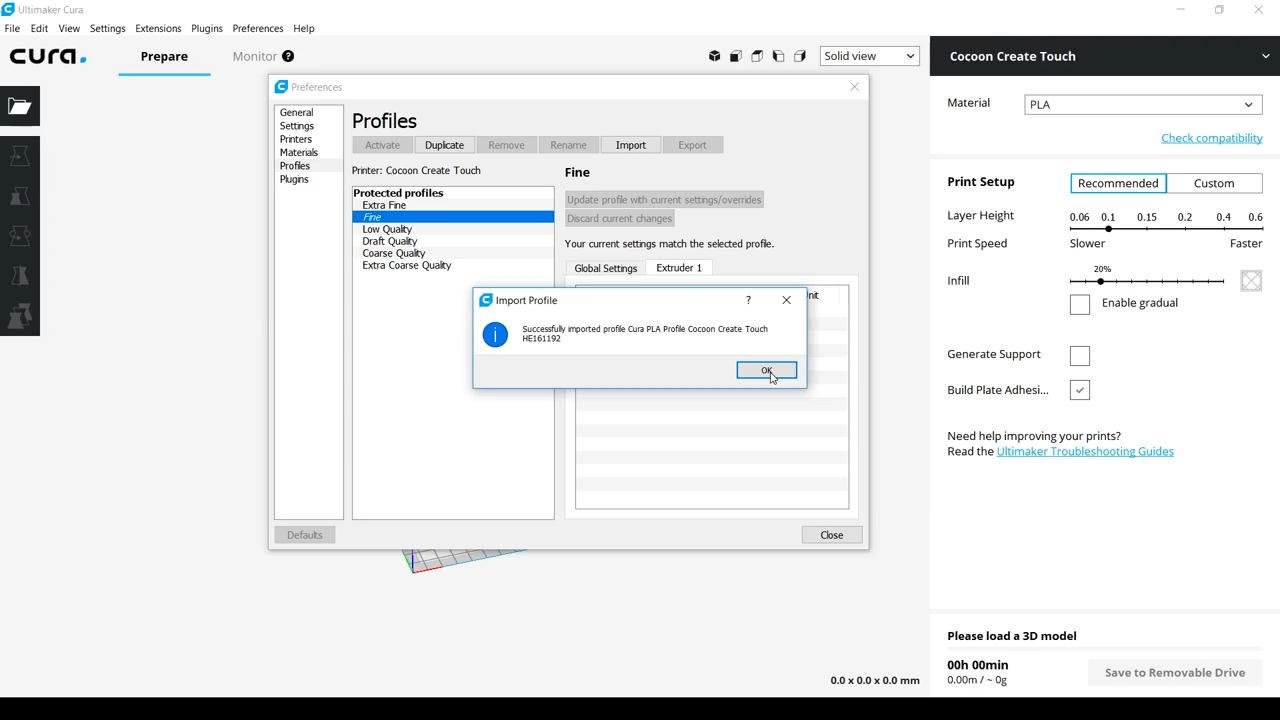 Ultimaker Cura
File Edit View Settings Extensions Plugins Preferences Help
cura.
Prepare
Monitor ?
Solid view
Cocoon Create Touch
Material
PLA
Check compatibility
Print Setup
Recommended
Custom
Layer Height
0.06 0.1 0.15 0.2 0.4 0.6
Print Speed
Slower
Faster
Infill
20%
Enable gradual
Generate Support
Build Plate Adhesi...
Need help improving your prints?
Read the Ultimaker Troubleshooting Guides
Please load a 3D model
00h 00min
0.00m / ~ 0g
Save to Removable Drive
0.0 x 0.0 x 0.0 mm
Preferences
General
Settings
Printers
Materials
Profiles
Plugins
Profiles
Activate
Duplicate
Remove
Rename
Import
Export
Printer: Cocoon Create Touch
Protected profiles
Extra Fine
Fine
Low Quality
Draft Quality
Coarse Quality
Extra Coarse Quality
Fine
Update profile with current settings/overrides
Discard current changes
Your current settings match the selected profile.
Global Settings
Extruder 1
Import Profile
?
i
Successfully imported profile Cura PLA Profile Cocoon Create Touch
HE161192
OK
Defaults
Close